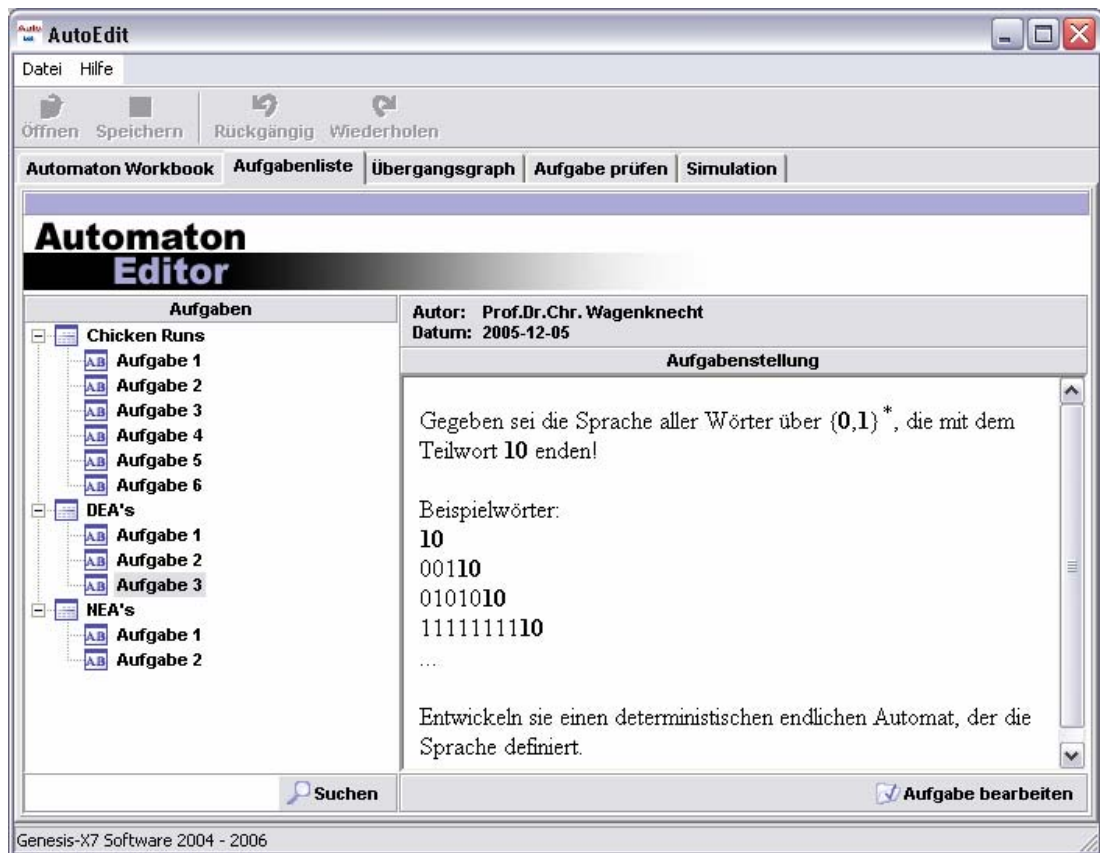 AutoEdit
Datei Hilfe
Öffnen Speichern Rückgängig Wiederholen
Automaton Workbook Aufgabenliste Übergangsgraph Aufgabe prüfen Simulation
Automaton
Editor
Aufgaben
Chicken Runs
Aufgabe 1
Aufgabe 2
Aufgabe 3
Aufgabe 4
Aufgabe 5
Aufgabe 6
DEA's
Aufgabe 1
Aufgabe 2
Aufgabe 3
NEA's
Aufgabe 1
Aufgabe 2
Suchen
Autor: Prof.Dr.Chr. Wagenknecht
Datum: 2005-12-05
Aufgabenstellung
Gegeben sei die Sprache aller Wörter über {0,1}*, die mit dem
Teilwort 10 enden!
Beispielwörter:
10
00110
0101010
11111111110
...
Entwickeln sie einen deterministischen endlichen Automat, der die
Sprache definiert.
Aufgabe bearbeiten
Genesis-X7 Software 2004 - 2006